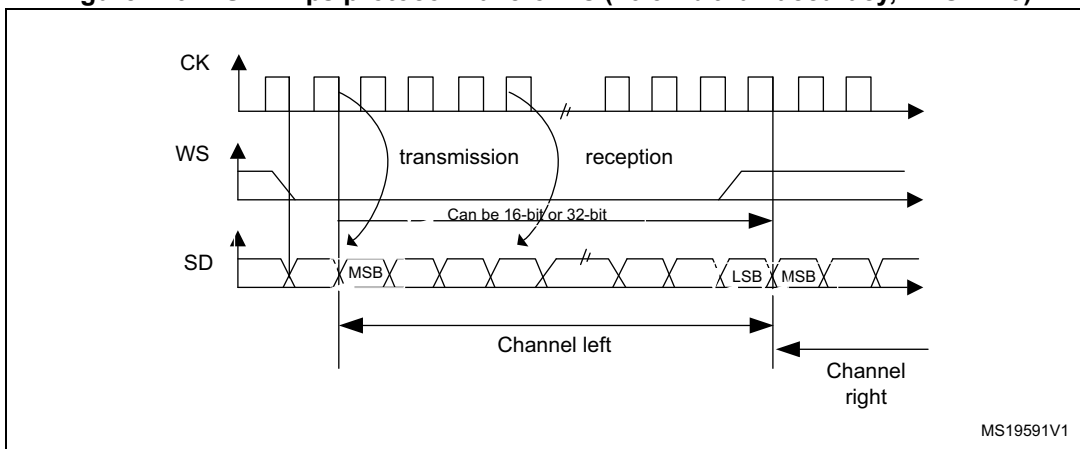 CK
WS
transmission
reception
Can be 16-bit or 32-bit
SD
MSB
LSB
MSB
Channel left
Channel
right
MS19591V1